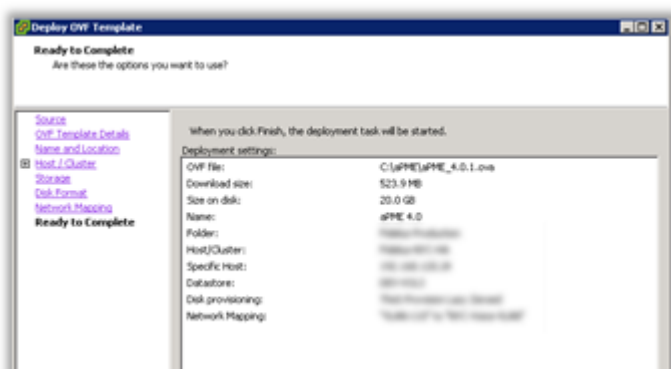 Deploy OVF Template
Ready to Complete
Are these the options you want to use?
Source
OVF Template Details
Name and Location
Host / Cluster
Storage
Disk Format
Network Mapping
Ready to Complete
When you click Finish, the deployment task will be started.
Deployment settings:
OVF file: C:\aPME\aPME_4.0.1.ova
Download size: 523.9 MB
Size on disk: 20.0 GB
Name: aPME 4.0
Folder:
Host/Cluster:
Specific Host:
Datastore:
Disk provisioning:
Network Mapping: